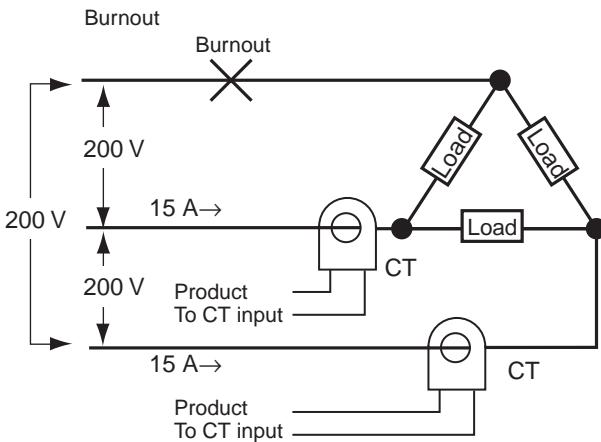 Burnout
Burnout
200 V
Load
Load
15 A→
200 V
Load
CT
200 V
Product
To CT input
15 A→
CT
Product
To CT input